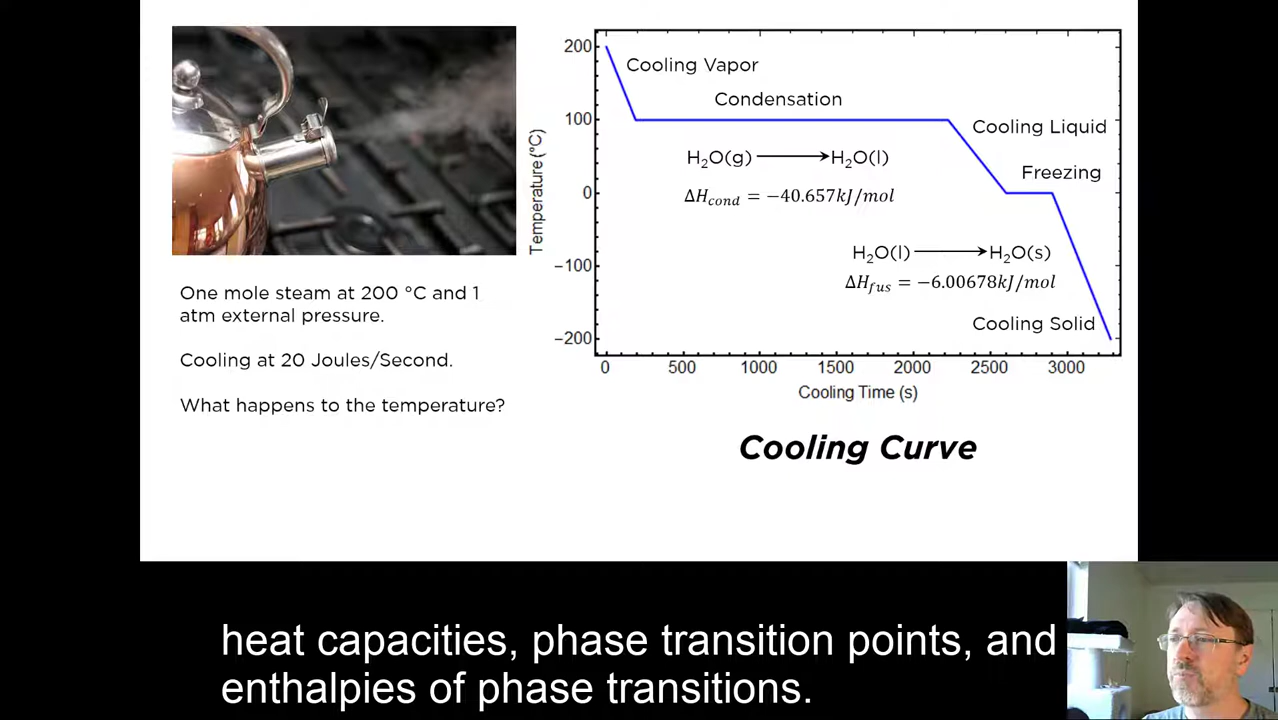 One mole steam at 200 °C and 1
atm external pressure.
Cooling at 20 Joules/Second.
What happens to the temperature?
Temperature (°C)
200
100
0
−100
−200
Cooling Vapor
Condensation
H₂O(g) ⟶ H₂O(l)
ΔH_cond = −40.657kJ/mol
Cooling Liquid
Freezing
H₂O(l) ⟶ H₂O(s)
ΔH_fus = −6.00678kJ/mol
Cooling Solid
0 500 1000 1500 2000 2500 3000
Cooling Time (s)
Cooling Curve
heat capacities, phase transition points, and
enthalpies of phase transitions.